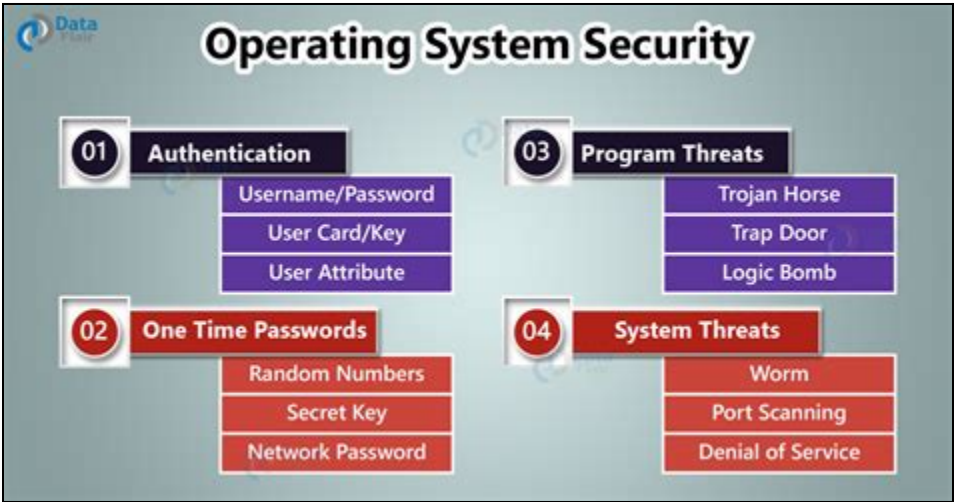 Data
Flair
Operating System Security
01 Authentication
Username/Password
User Card/Key
User Attribute
02 One Time Passwords
Random Numbers
Secret Key
Network Password
03 Program Threats
Trojan Horse
Trap Door
Logic Bomb
04 System Threats
Worm
Port Scanning
Denial of Service